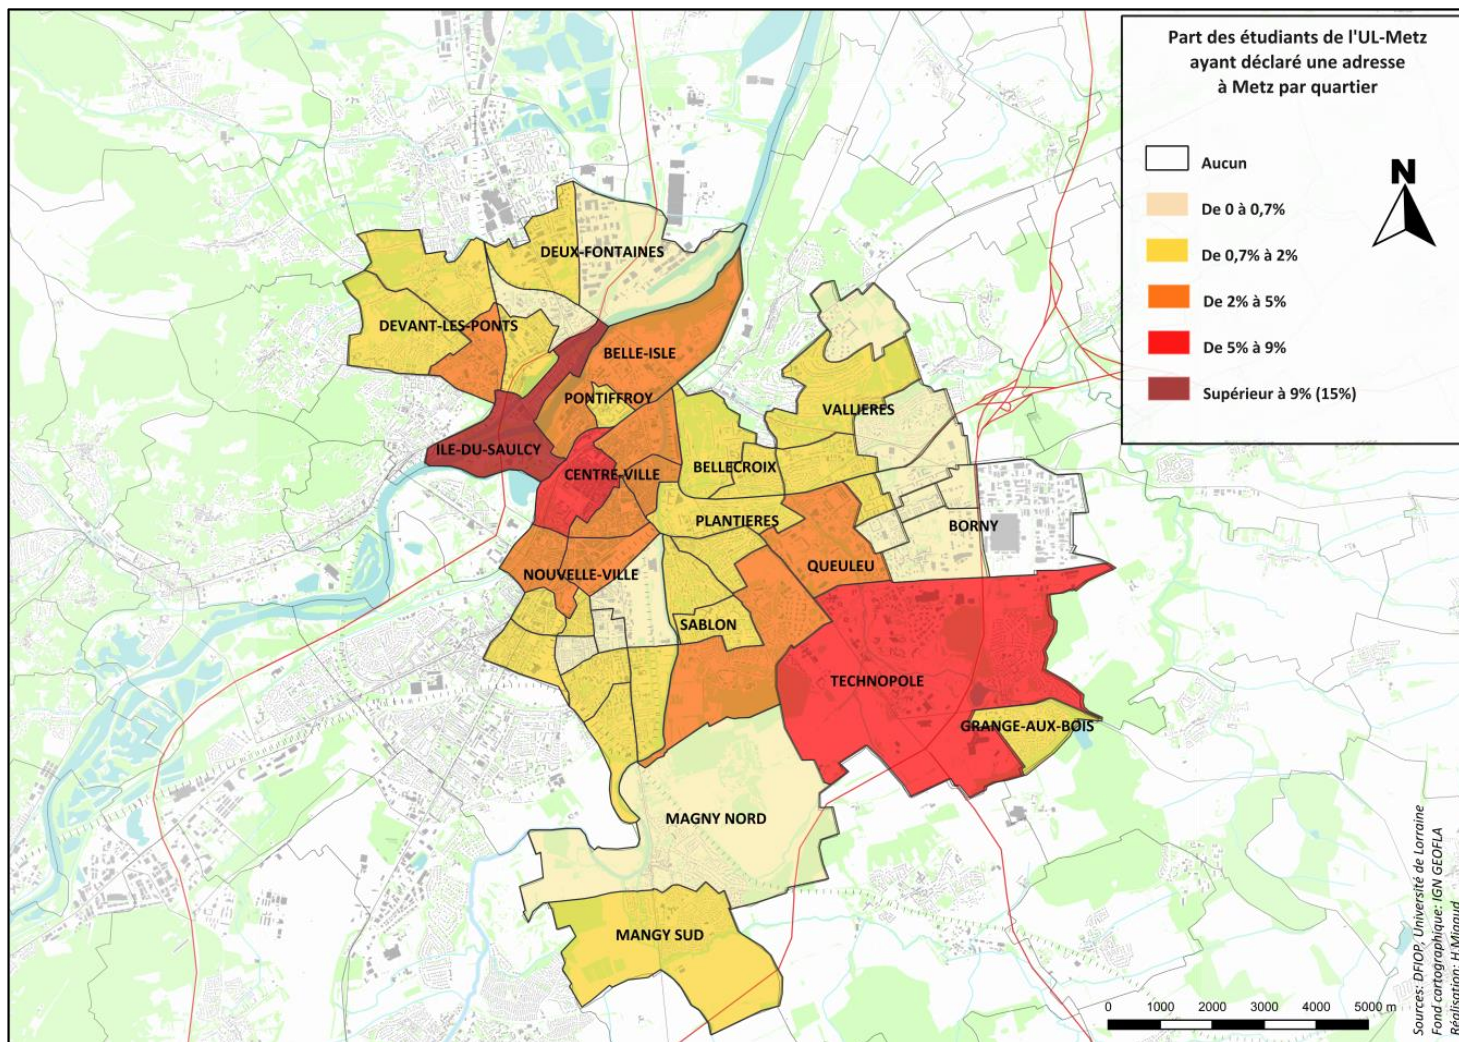 Part des étudiants de l'UL-Metz
ayant déclaré une adresse
à Metz par quartier
Aucun
De 0 à 0,7%
De 0,7% à 2%
De 2% à 5%
De 5% à 9%
Supérieur à 9% (15%)
N
DEUX-FONTAINES
DEVANT-LES-PONTS
BELLE-ISLE
PONTIFFROY
VALLIERES
ILE-DU-SAULCY
CENTRE-VILLE
BELLECROIX
PLANTIERES
BORNY
NOUVELLE-VILLE
QUEULEU
SABLON
TECHNOPOLE
GRANGE-AUX-BOIS
MAGNY NORD
MANGY SUD
0 1000 2000 3000 4000 5000 m
Sources: DFIOP, Université de Lorraine
Fond cartographique: IGN GEOFLA
Réalisation: H.Migaud